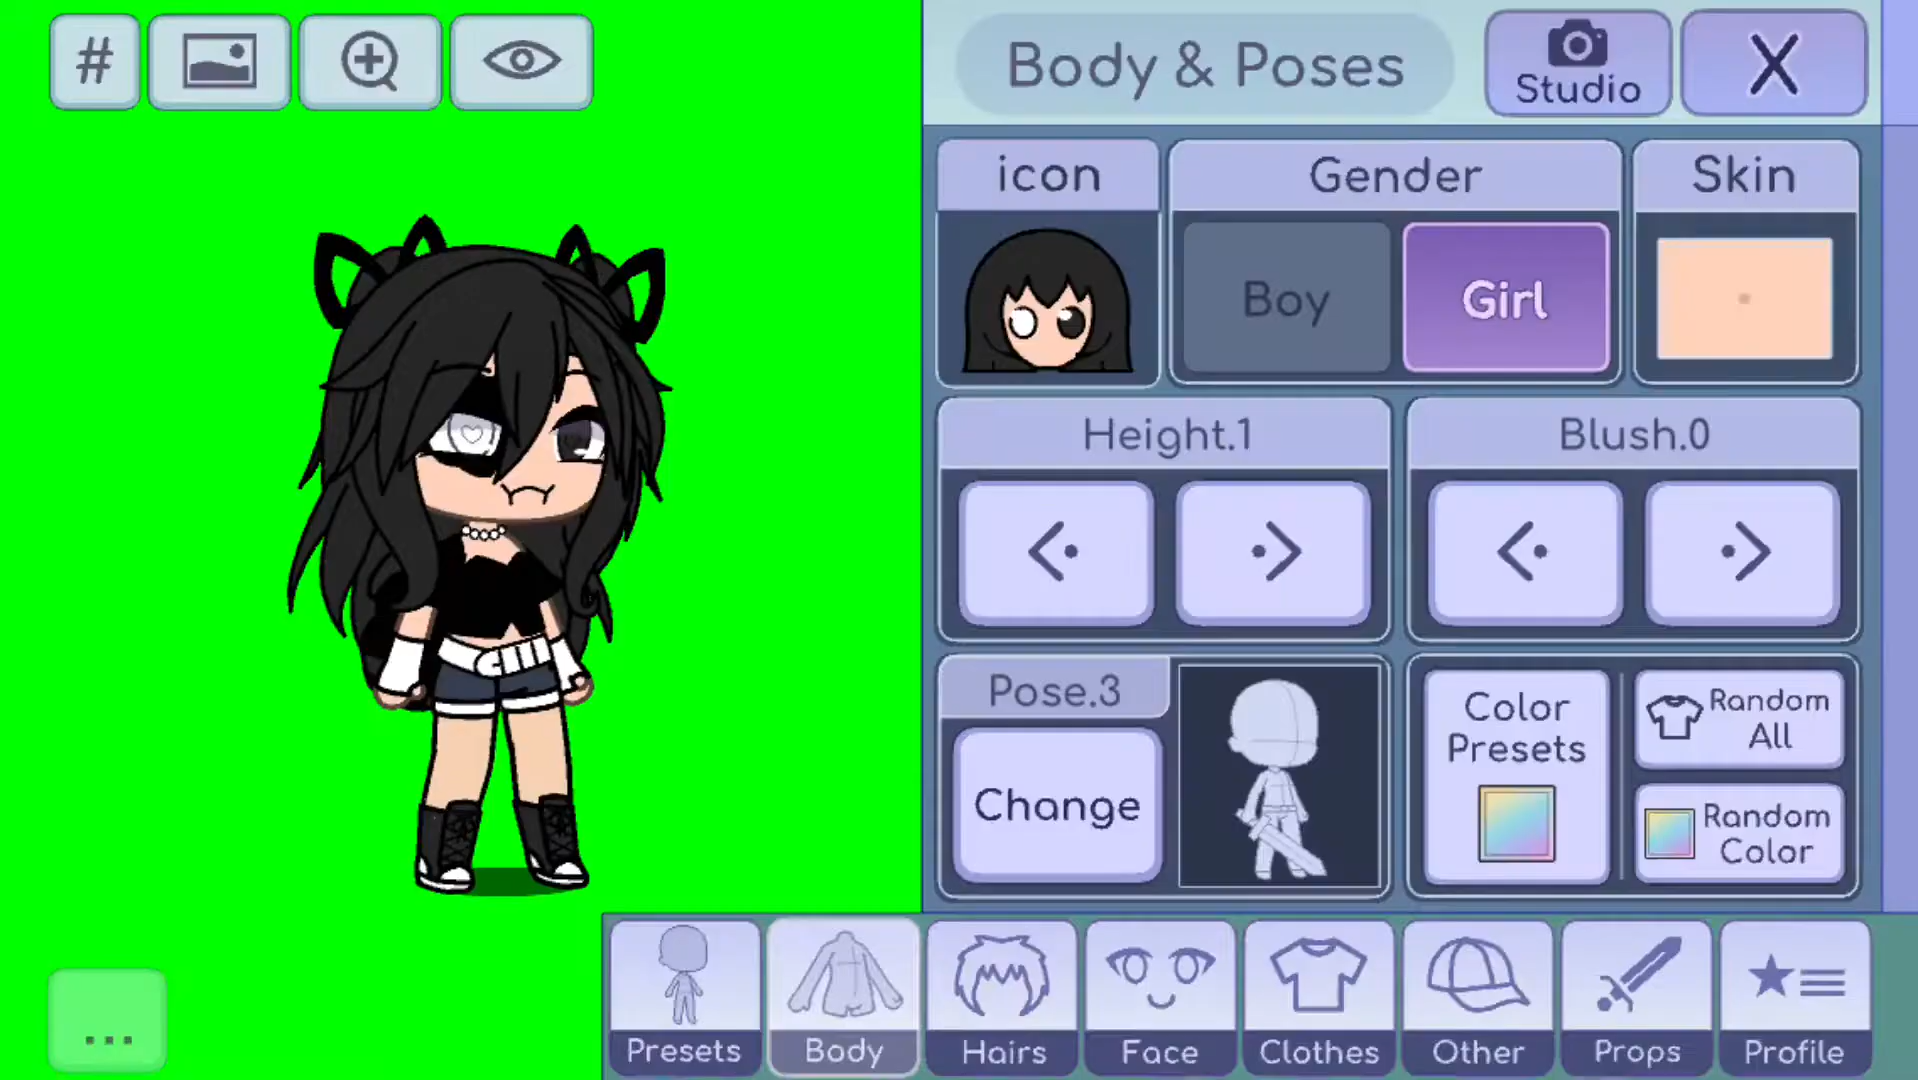 #
Body & Poses
Studio
X
icon
Gender
Skin
Boy
Girl
Height.1
Blush.0
Pose.3
Change
Color
Presets
Random
All
Random
Color
...
Presets
Body
Hairs
Face
Clothes
Other
Props
Profile